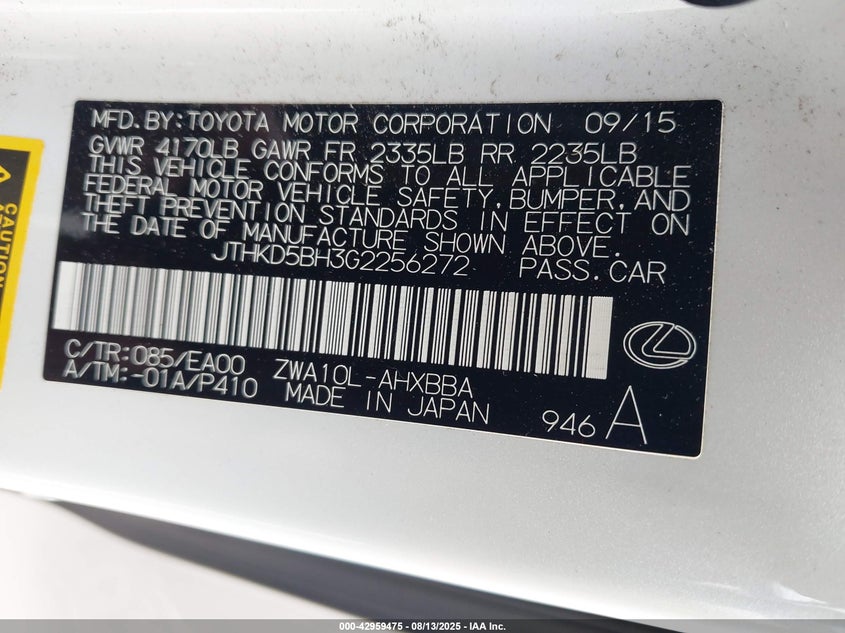 MFD.BY:TOYOTA MOTOR CORPORATION 09/15
GVWR 4170LB GAWR FR 2335LB RR 2235LB
THIS VEHICLE CONFORMS TO ALL APPLICABLE
FEDERAL MOTOR VEHICLE SAFETY,BUMPER,AND
THEFT PREVENTION STANDARDS IN EFFECT ON
THE DATE OF MANUFACTURE SHOWN ABOVE.
JTHKD5BH3G2256272 PASS.CAR
C/TR:085/EA00 ZWA10L-AHXBBA
A/TM:-01A/P410 MADE IN JAPAN
946 A
CAUTION
000-42959475 - 08/13/2025 - IAA Inc.